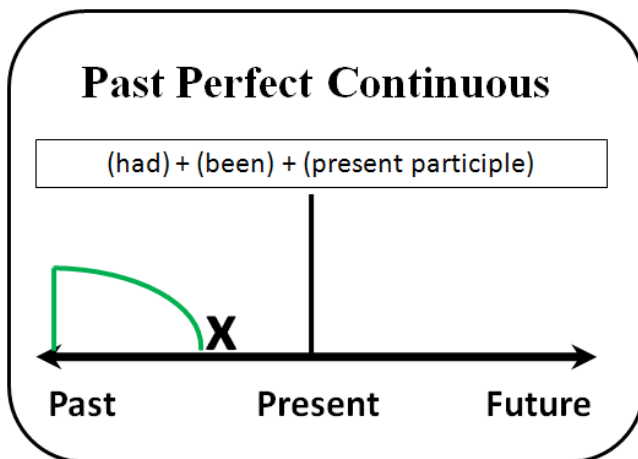 Past Perfect Continuous
(had) + (been) + (present participle)
X
Past Present Future